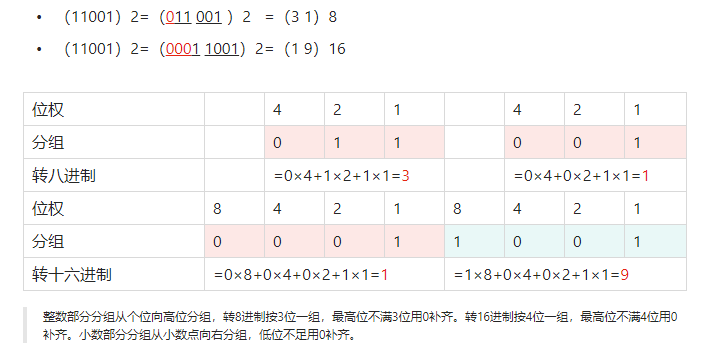 • （11001）2=（011 001 ）2 =（3 1）8
• （11001）2=（0001 1001）2=（1 9）16
位权 4 2 1 4 2 1
分组 0 1 1 0 0 1
转八进制 =0×4+1×2+1×1=3 =0×4+0×2+1×1=1
位权 8 4 2 1 8 4 2 1
分组 0 0 0 1 1 0 0 1
转十六进制 =0×8+0×4+0×2+1×1=1 =1×8+0×4+0×2+1×1=9
整数部分分组从个位向高位分组，转8进制按3位一组，最高位不满3位用0补齐。转16进制按4位一组，最高位不满4位用0
补齐。小数部分分组从小数点向右分组，低位不足用0补齐。